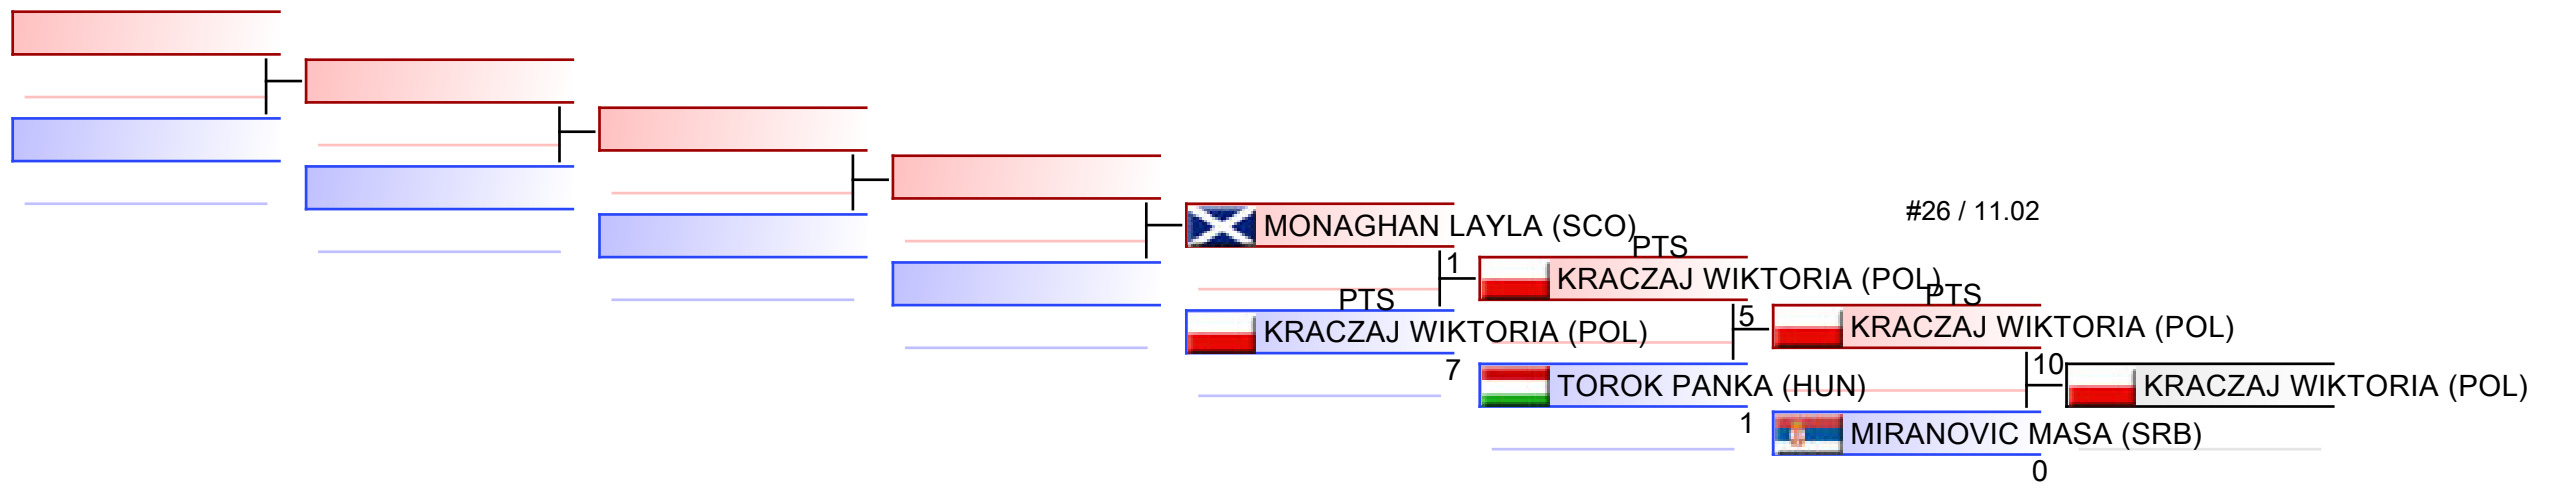 #26 / 11.02
MONAGHAN LAYLA (SCO)
PTS
1
KRACZAJ WIKTORIA (POL)
PTS
PTS
KRACZAJ WIKTORIA (POL)
5
KRACZAJ WIKTORIA (POL)
7
10
TOROK PANKA (HUN)
KRACZAJ WIKTORIA (POL)
1
MIRANOVIC MASA (SRB)
0